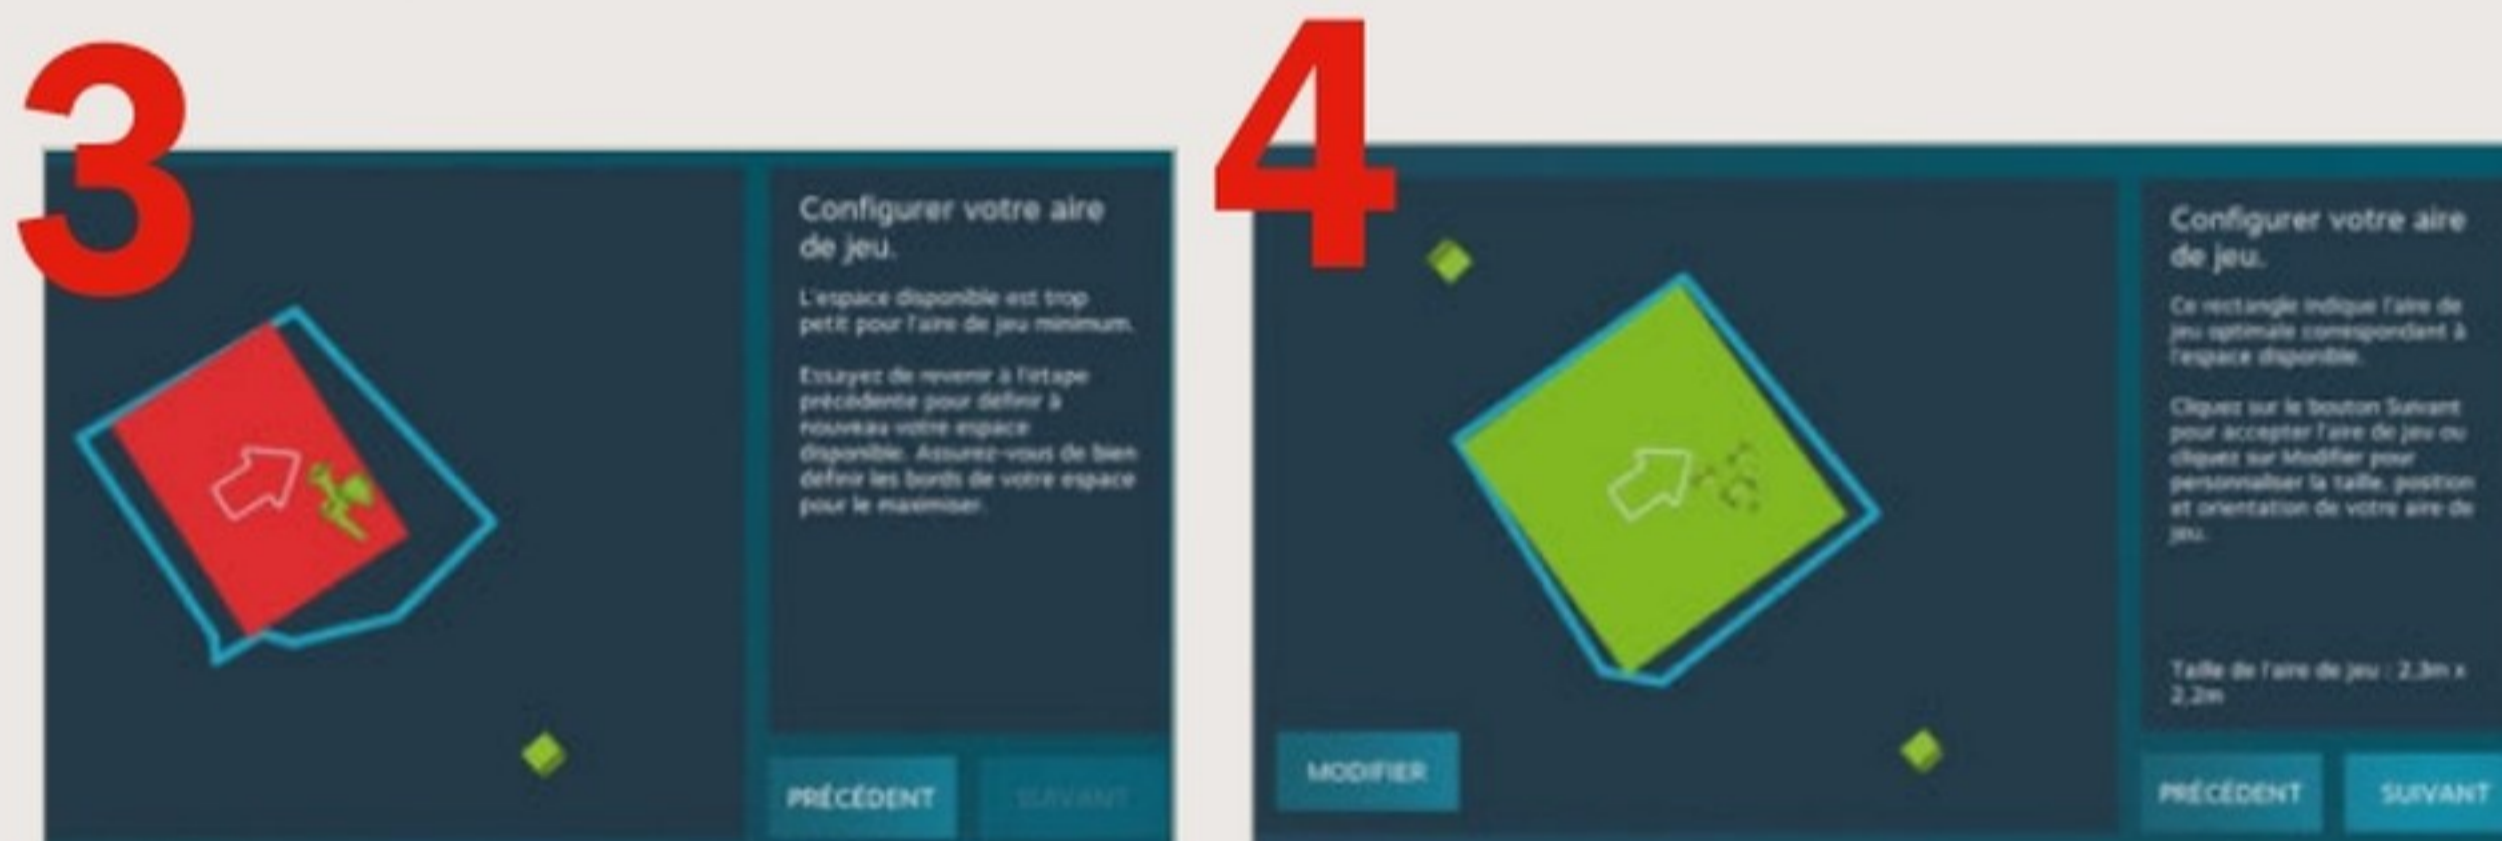 3
Configurer votre aire
de jeu.
L'espace disponible est trop
petit pour l'aire de jeu minimum.
Essayez de revenir à l'étape
précédente pour définir à
nouveau votre espace
disponible. Assurez-vous de bien
définir les bords de votre espace
pour le maximiser.
PRÉCÉDENT
SUIVANT
4
Configurer votre aire
de jeu.
Ce rectangle indique l'aire de
jeu optimale correspondant à
l'espace disponible.
Cliquez sur le bouton Suivant
pour accepter l'aire de jeu ou
cliquez sur Modifier pour
personnaliser la taille, position
et orientation de votre aire de
jeu.
Taille de l'aire de jeu : 2,3m x
2,2m
MODIFIER
PRÉCÉDENT
SUIVANT